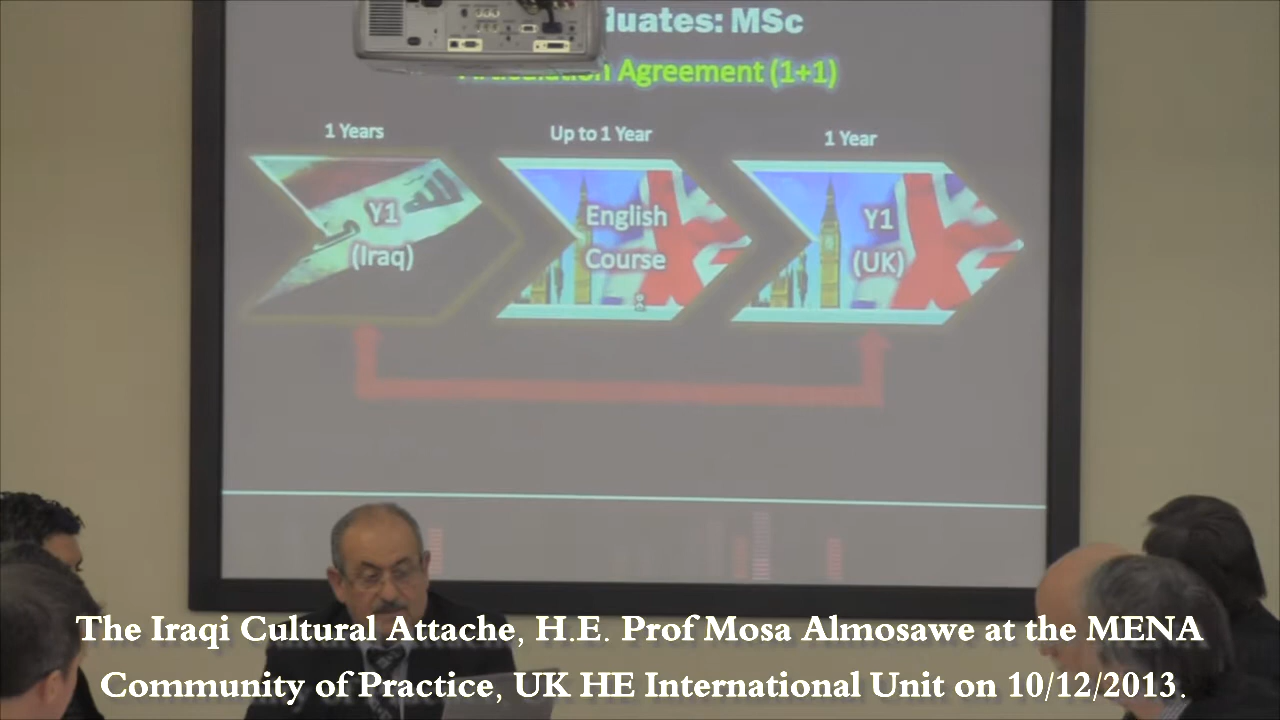 duates: MSc
Articulation Agreement (1+1)
1 Years
Up to 1 Year
1 Year
Y1
(Iraq)
English
Course
Y1
(UK)
The Iraqi Cultural Attache, H.E. Prof Mosa Almosawe at the MENA
Community of Practice, UK HE International Unit on 10/12/2013.